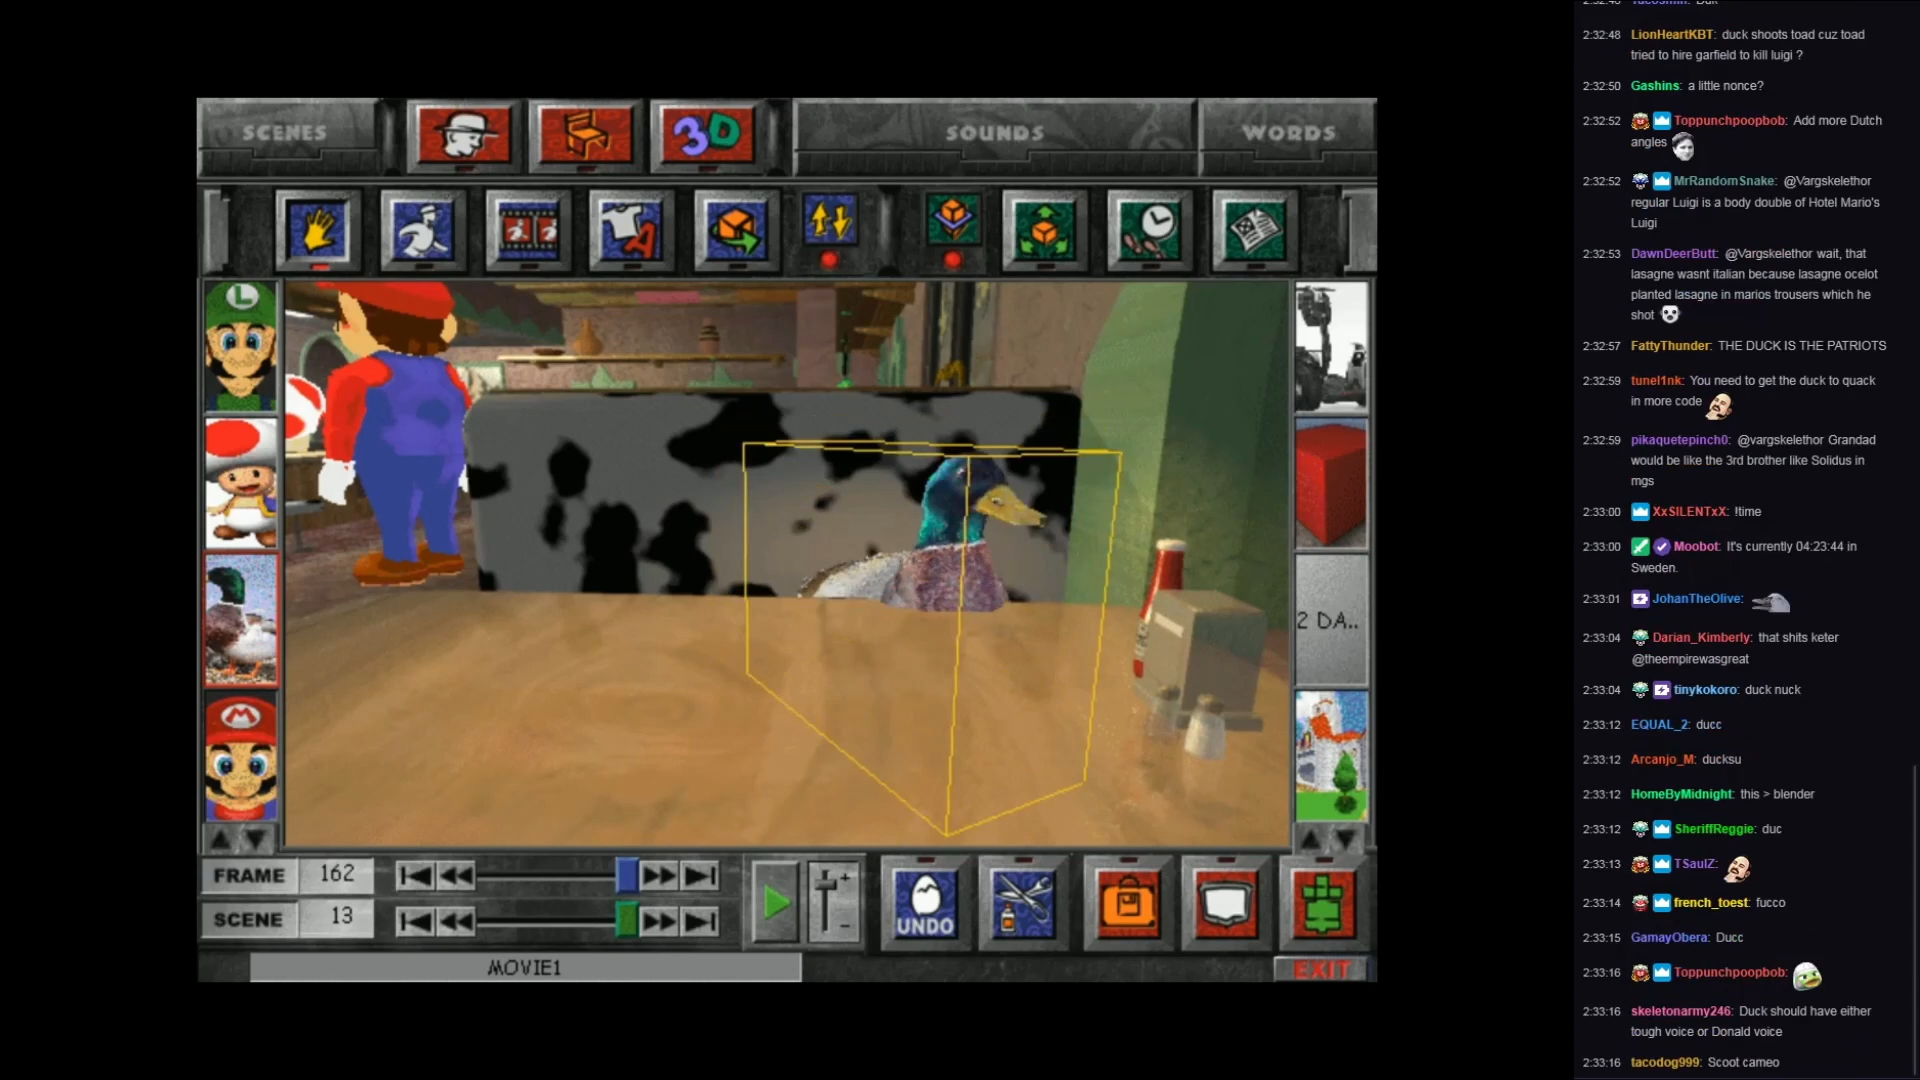 SCENES
3D
SOUNDS
WORDS
A
L
2 DA..
M
FRAME
162
SCENE
13
+
-
UNDO
MOVIE1
EXIT
2:32:48 LionHeartKBT: duck shoots toad cuz toad
tried to hire garfield to kill luigi ?
2:32:50 Gashins: a little nonce?
2:32:52 Toppunchpoopbob: Add more Dutch
angles
2:32:52 MrRandomSnake: @Vargskelethor
regular Luigi is a body double of Hotel Mario's
Luigi
2:32:53 DawnDeerButt: @Vargskelethor wait, that
lasagne wasnt italian because lasagne ocelot
planted lasagne in marios trousers which he
shot
2:32:57 FattyThunder: THE DUCK IS THE PATRIOTS
2:32:59 tunel1nk: You need to get the duck to quack
in more code
2:32:59 pikaquetepinch0: @vargskelethor Grandad
would be like the 3rd brother like Solidus in
mgs
2:33:00 XxSILENTxX: !time
2:33:00 Moobot: It's currently 04:23:44 in
Sweden.
2:33:01 JohanTheOlive:
2:33:04 Darian_Kimberly: that shits keter
@theempirewasgreat
2:33:04 tinykokoro: duck nuck
2:33:12 EQUAL_2: ducc
2:33:12 Arcanjo_M: ducksu
2:33:12 HomeByMidnight: this > blender
2:33:12 SheriffReggie: duc
2:33:13 TSaulZ:
2:33:14 french_toest: fucco
2:33:15 GamayObera: Ducc
2:33:16 Toppunchpoopbob:
2:33:16 skeletonarmy246: Duck should have either
tough voice or Donald voice
2:33:16 tacodog999: Scoot cameo